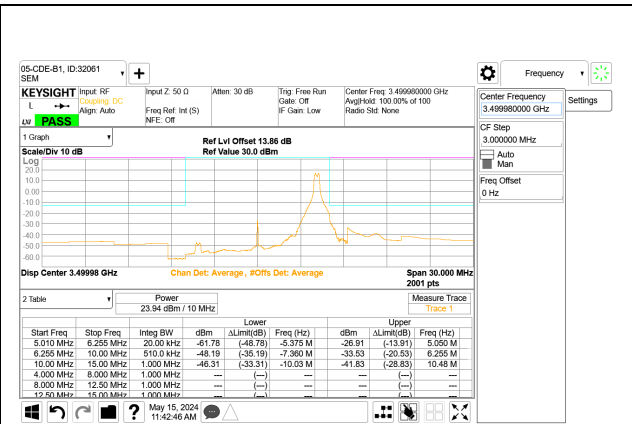 05-CDE-B1, ID:32061
SEM
Frequency
KEYSIGHT Input: RF Input Z: 50 Ω Atten: 30 dB Trig: Free Run Center Freq: 3.499980000 GHz
L Coupling: DC Gate: Off Avg|Hold: 100.00% of 100
Align: Auto Freq Ref: Int (S) IF Gain: Low Radio Std: None
NFE: Off
PASS
Center Frequency
3.499980000 GHz
Settings
CF Step
3.000000 MHz
Auto
Man
Freq Offset
0 Hz
1 Graph
Ref Lvl Offset 13.86 dB
Scale/Div 10 dB Ref Value 30.0 dBm
Log
20.0
10.0
0.00
-10.0
-20.0
-30.0
-40.0
-50.0
-60.0
Disp Center 3.49998 GHz Chan Det: Average, #Offs Det: Average Span 30.000 MHz
2001 pts
2 Table
Power
23.94 dBm / 10 MHz
Measure Trace
Trace 1
Lower Upper
Start Freq Stop Freq Integ BW dBm ΔLimit(dB) Freq (Hz) dBm ΔLimit(dB) Freq (Hz)
5.010 MHz 6.255 MHz 20.00 kHz -61.78 (-48.78) -5.375 M -26.91 (-13.91) 5.050 M
6.255 MHz 10.00 MHz 510.0 kHz -48.19 (-35.19) -7.360 M -33.53 (-20.53) 6.255 M
10.00 MHz 15.00 MHz 1.000 MHz -46.31 (-33.31) -10.03 M -41.83 (-28.83) 10.48 M
4.000 MHz 8.000 MHz 1.000 MHz --- (---) --- --- (---) ---
8.000 MHz 12.50 MHz 1.000 MHz --- (---) --- --- (---) ---
12.50 MHz 15.00 MHz 1.000 MHz --- (---) --- --- (---) ---
May 15, 2024
11:42:46 AM